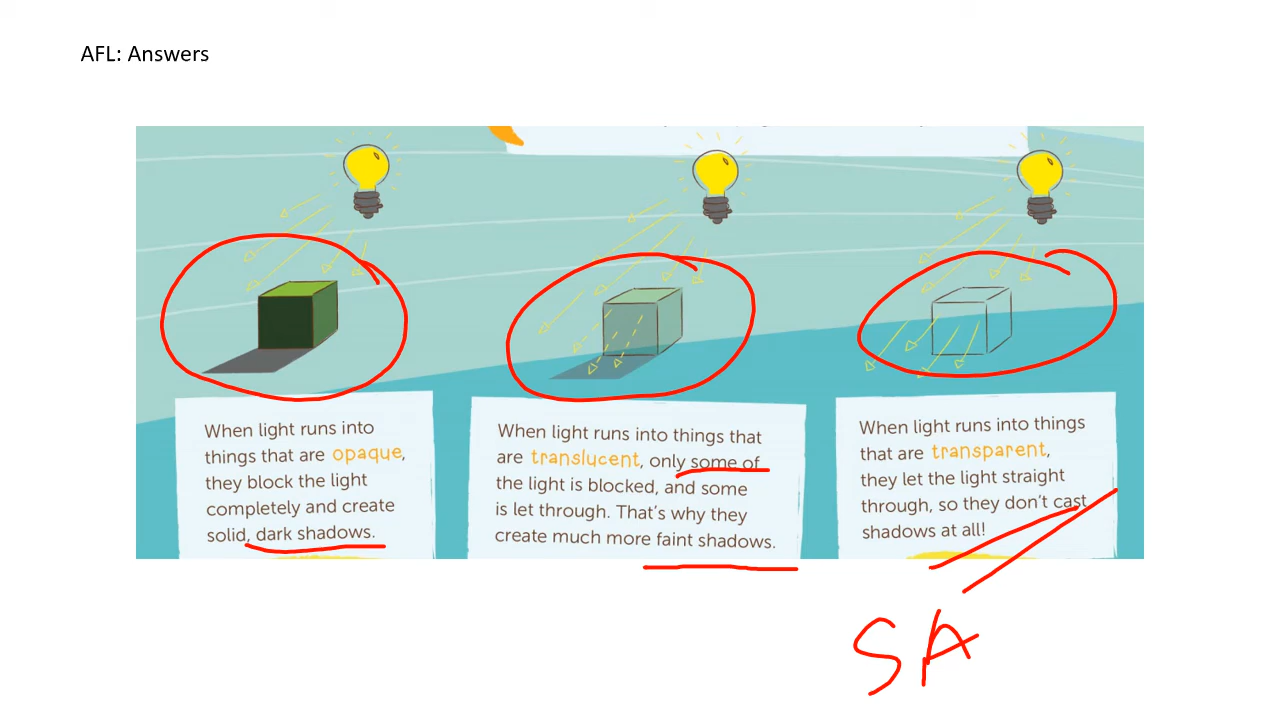 AFL: Answers
When light runs into
things that are opaque,
they block the light
completely and create
solid, dark shadows.
When light runs into things that
are translucent, only some of
the light is blocked, and some
is let through. That's why they
create much more faint shadows.
When light runs into things
that are transparent,
they let the light straight
through, so they don't cast
shadows at all!
SA